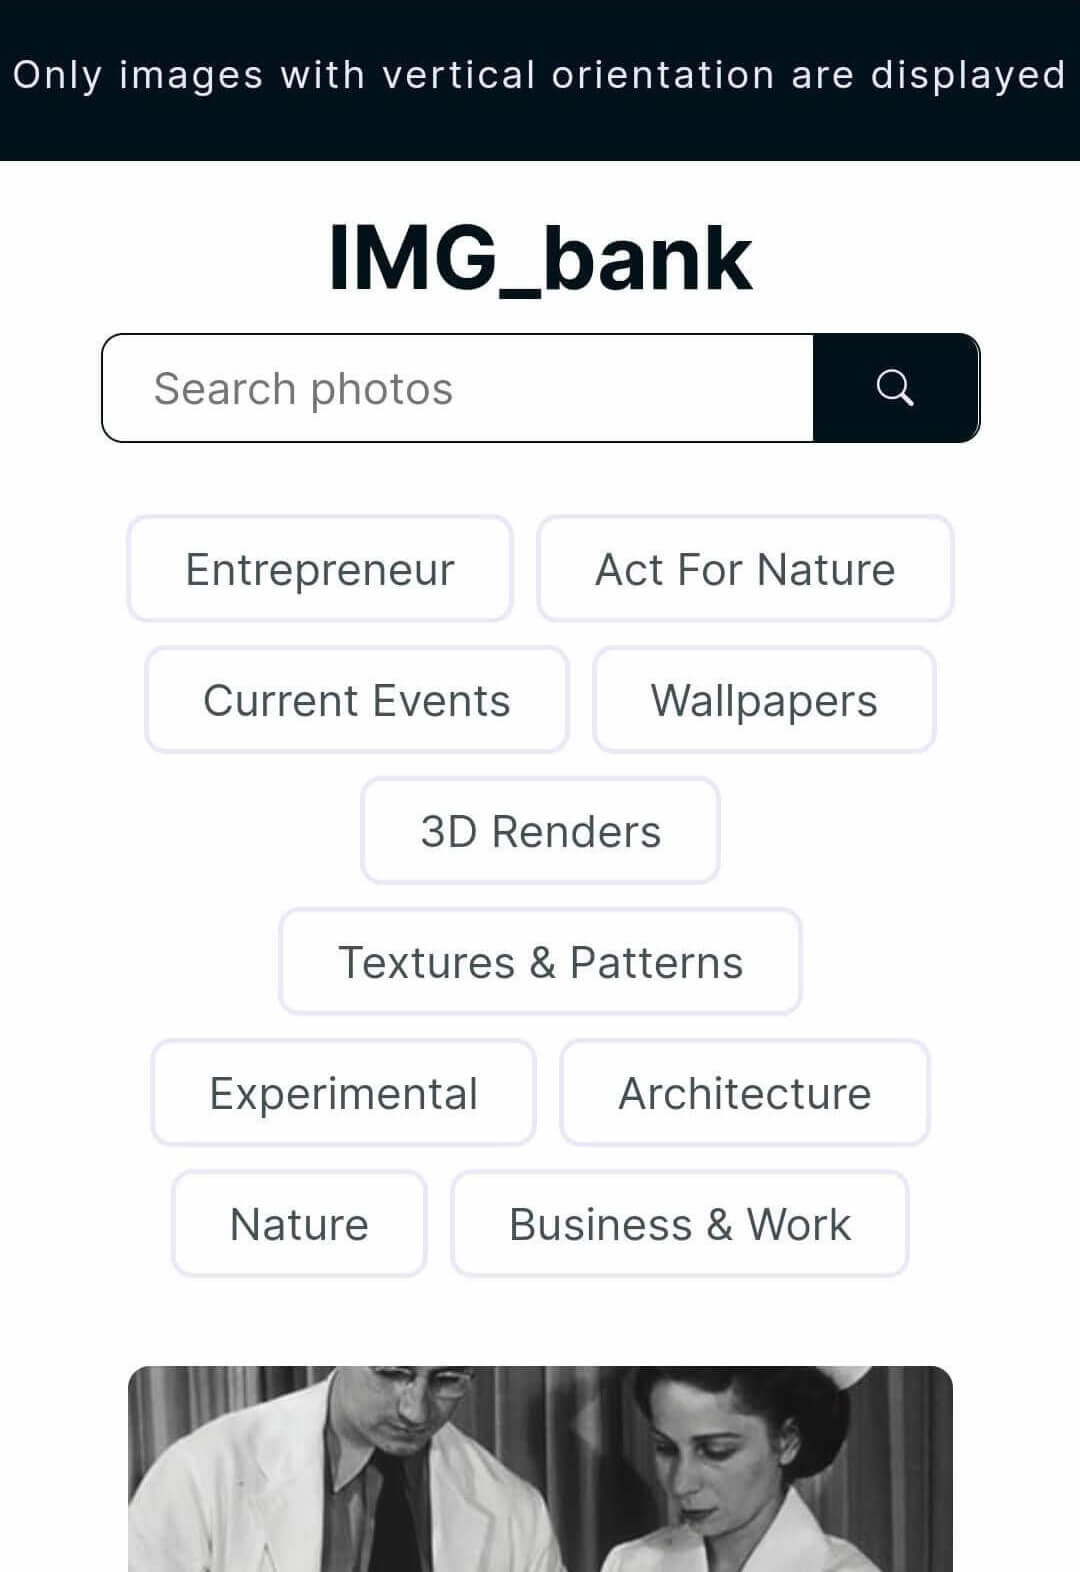 Only images with vertical orientation are displayed
IMG_bank
Search photos
Entrepreneur
Act For Nature
Current Events
Wallpapers
3D Renders
Textures & Patterns
Experimental
Architecture
Nature
Business & Work